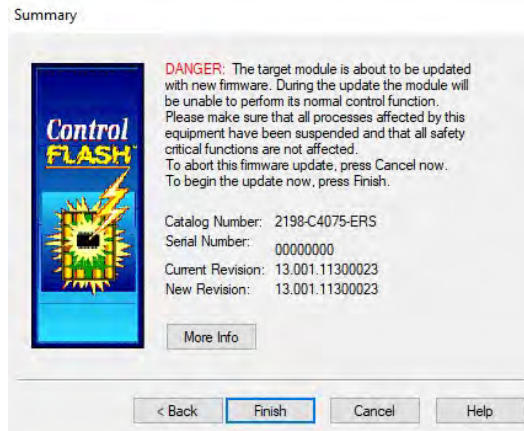 Summary
DANGER: The target module is about to be updated
with new firmware. During the update the module will
be unable to perform its normal control function.
Please make sure that all processes affected by this
equipment have been suspended and that all safety
critical functions are not affected.
To abort this firmware update, press Cancel now.
To begin the update now, press Finish.
Control
FLASH
Catalog Number: 2198-C4075-ERS
Serial Number: 00000000
Current Revision: 13.001.11300023
New Revision: 13.001.11300023
More Info
< Back Finish Cancel Help